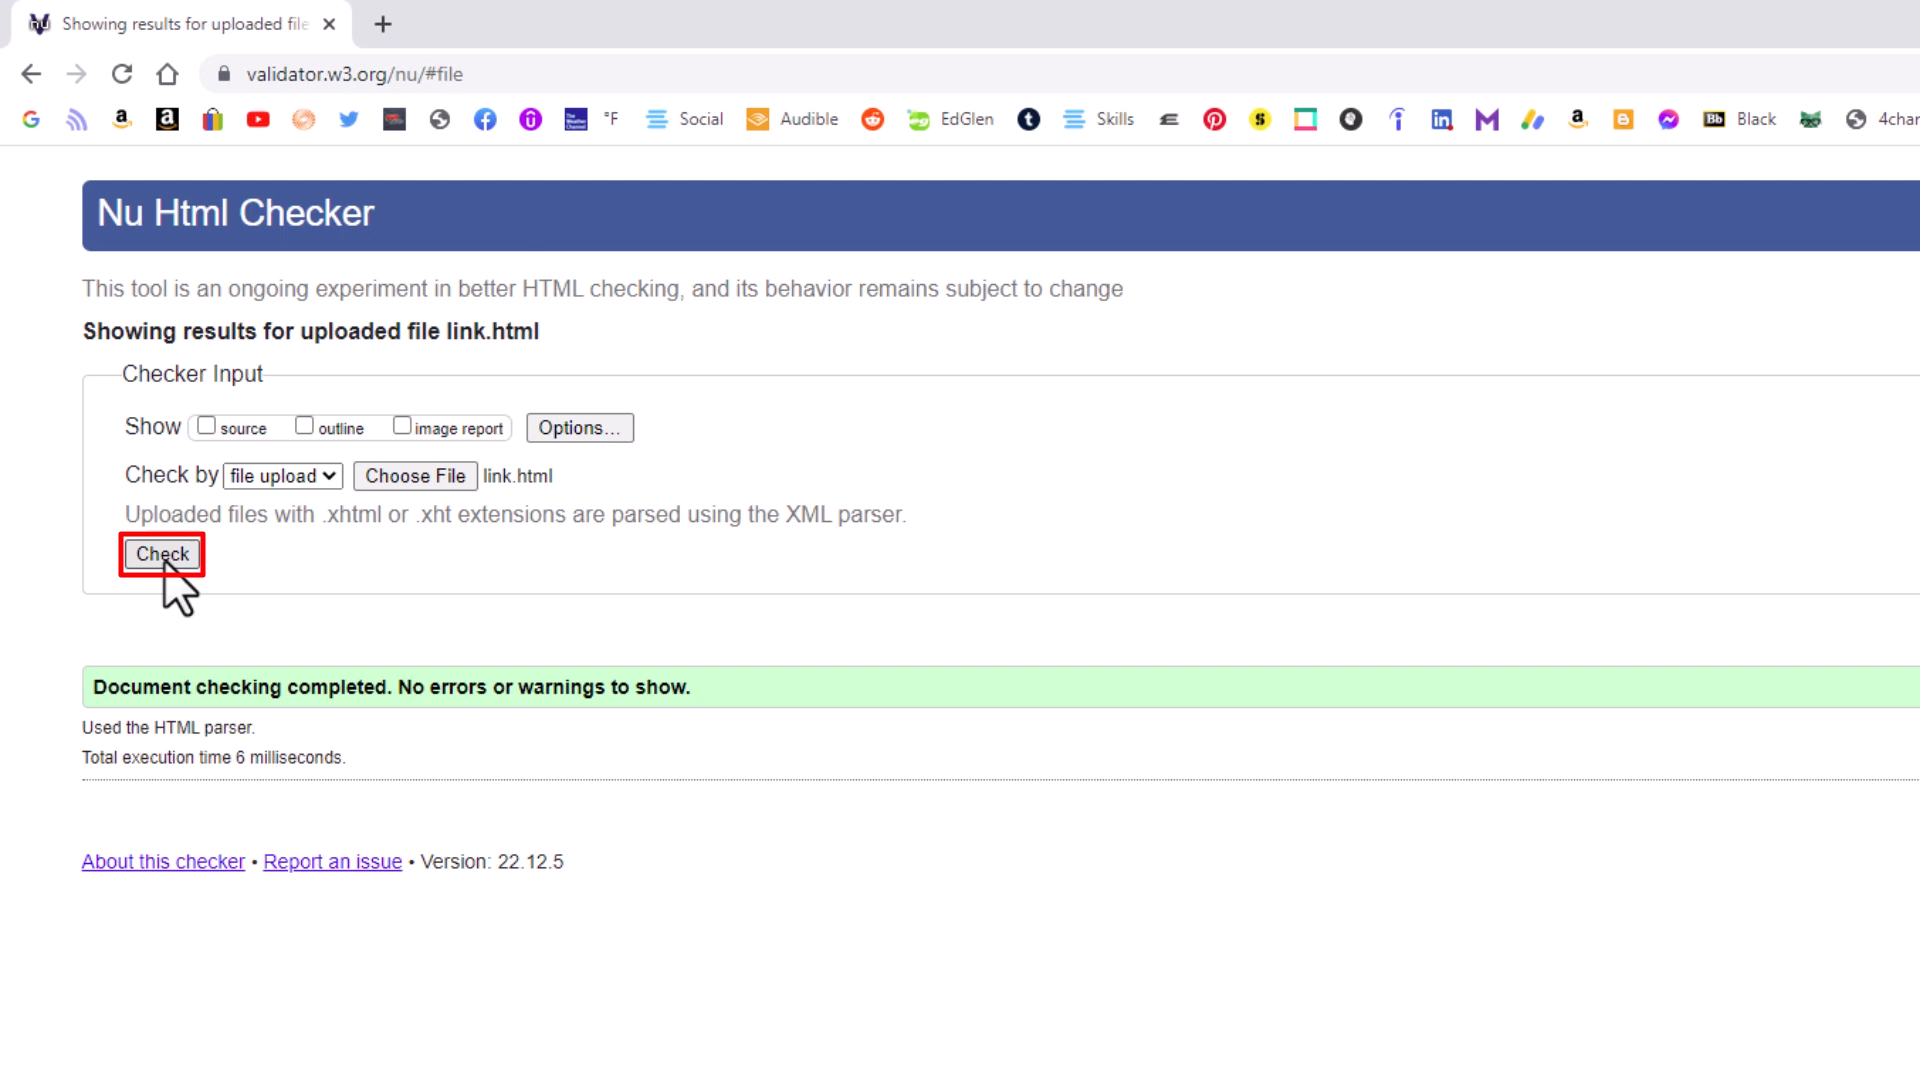 Showing results for uploaded file
validator.w3.org/nu/#file
°F Social Audible EdGlen Skills Black 4char
Nu Html Checker
This tool is an ongoing experiment in better HTML checking, and its behavior remains subject to change
Showing results for uploaded file link.html
Checker Input
Show source outline image report Options...
Check by file upload Choose File link.html
Uploaded files with .xhtml or .xht extensions are parsed using the XML parser.
Check
Document checking completed. No errors or warnings to show.
Used the HTML parser.
Total execution time 6 milliseconds.
About this checker • Report an issue • Version: 22.12.5